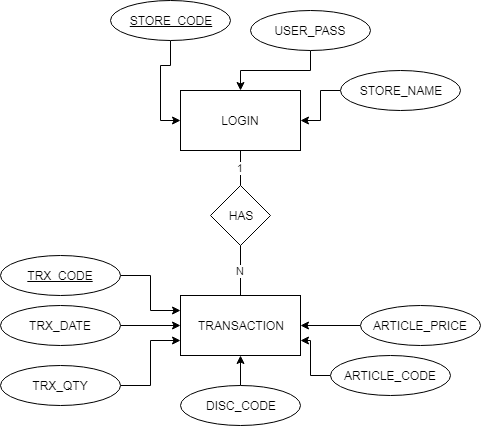 STORE_CODE
USER_PASS
STORE_NAME
LOGIN
1
HAS
N
TRX_CODE
TRX_DATE
TRANSACTION
ARTICLE_PRICE
TRX_QTY
ARTICLE_CODE
DISC_CODE